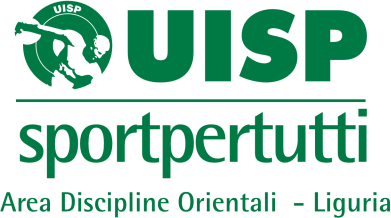 UISP
UISP
sportpertutti
Area Discipline Orientali - Liguria